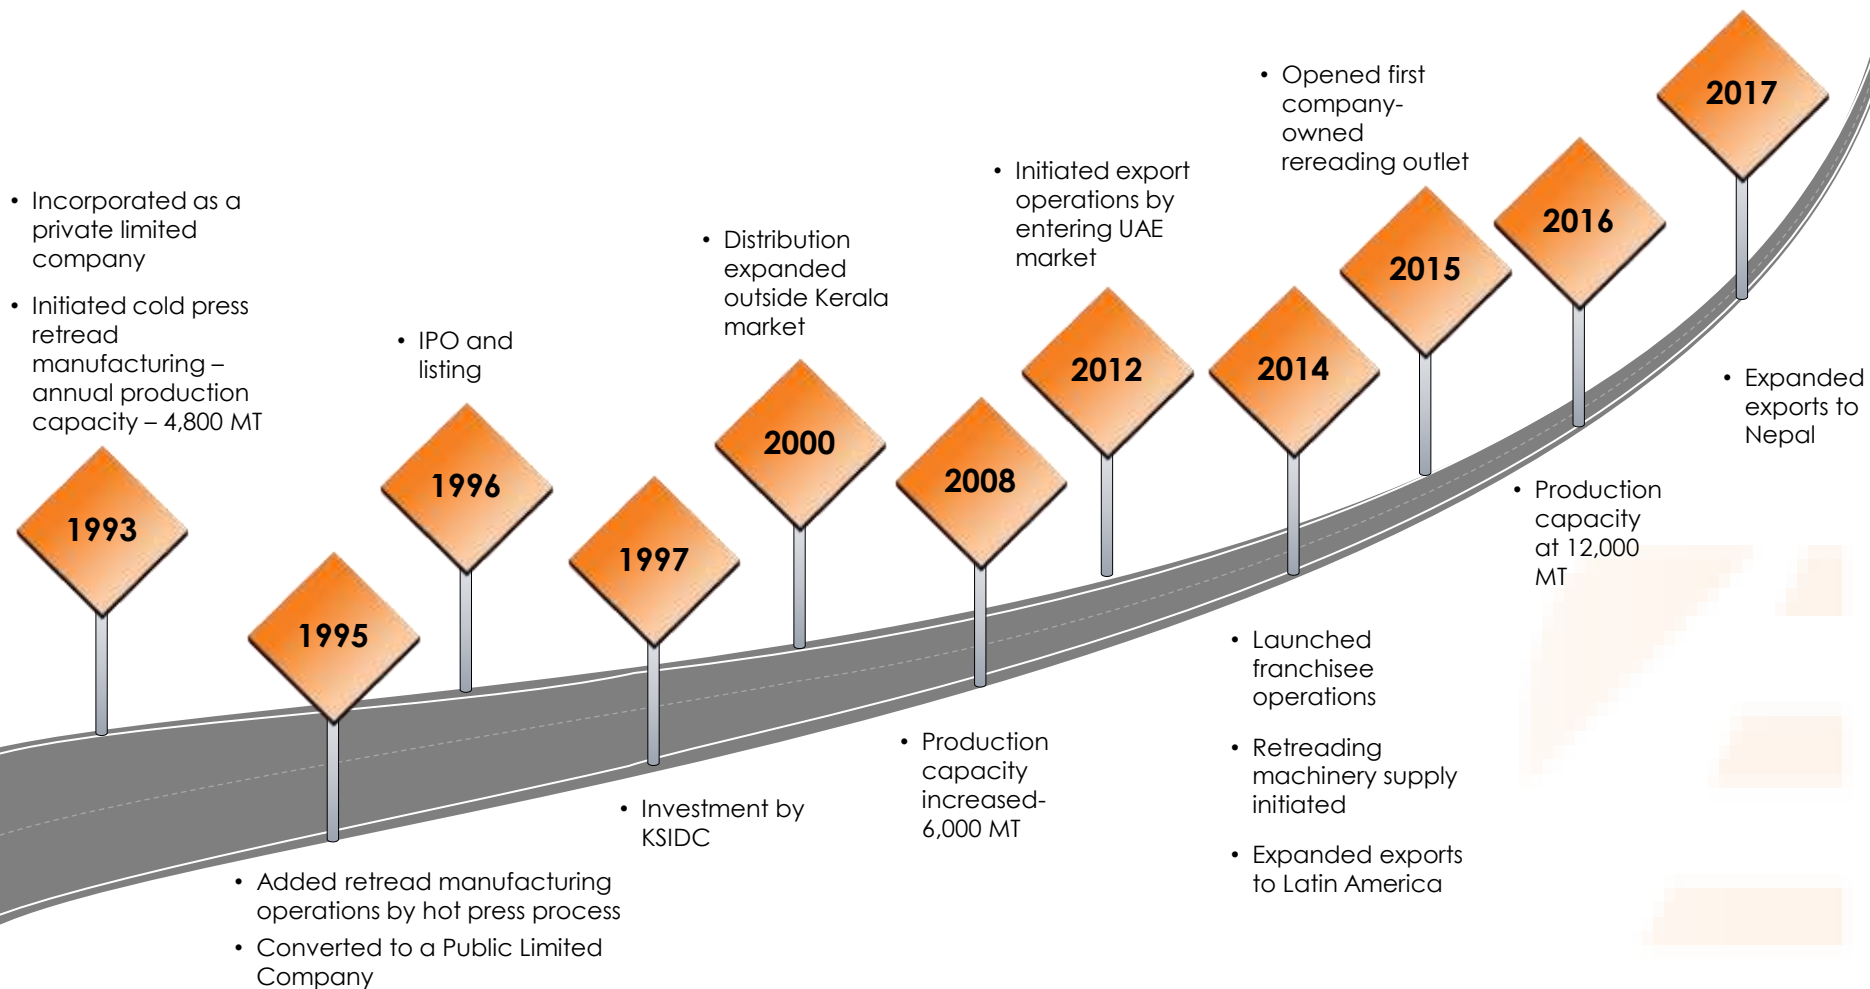 • Incorporated as a
private limited
company
• Initiated cold press
retread
manufacturing –
annual production
capacity – 4,800 MT
1993
1995
• Added retread manufacturing
operations by hot press process
• Converted to a Public Limited
Company
• IPO and
listing
1996
1997
• Investment by
KSIDC
• Distribution
expanded
outside Kerala
market
2000
2008
• Production
capacity
increased-
6,000 MT
• Initiated export
operations by
entering UAE
market
2012
2014
• Launched
franchisee
operations
• Retreading
machinery supply
initiated
• Expanded exports
to Latin America
• Opened first
company-
owned
rereading outlet
2015
2016
• Production
capacity
at 12,000
MT
2017
• Expanded
exports to
Nepal